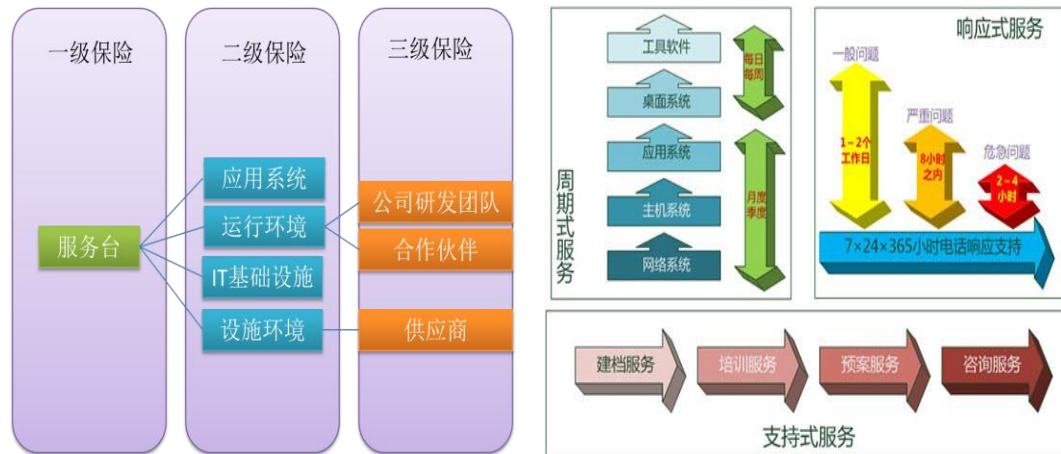 一级保险
服务台
二级保险
应用系统
运行环境
IT基础设施
设施环境
三级保险
公司研发团队
合作伙伴
供应商
周期式服务
工具软件
桌面系统
应用系统
主机系统
网络系统
每日
每周
月度
季度
响应式服务
一般问题
1~2个
工作日
严重问题
8小时
之内
危急问题
2~4
小时
7×24×365小时电话响应支持
建档服务
培训服务
预案服务
咨询服务
支持式服务